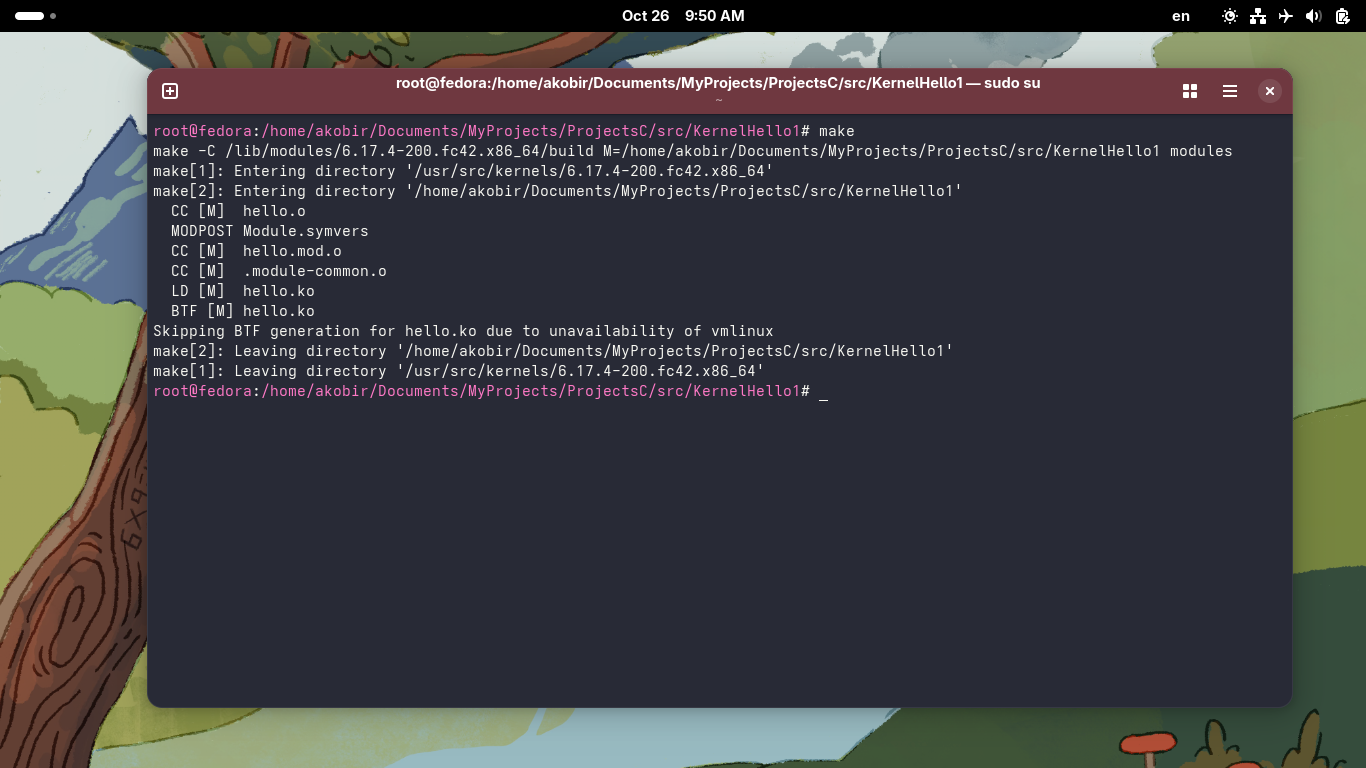 Oct 26 9:50 AM
en
root@fedora:/home/akobir/Documents/MyProjects/ProjectsC/src/KernelHello1 — sudo su
~
root@fedora:/home/akobir/Documents/MyProjects/ProjectsC/src/KernelHello1# make
make -C /lib/modules/6.17.4-200.fc42.x86_64/build M=/home/akobir/Documents/MyProjects/ProjectsC/src/KernelHello1 modules
make[1]: Entering directory '/usr/src/kernels/6.17.4-200.fc42.x86_64'
make[2]: Entering directory '/home/akobir/Documents/MyProjects/ProjectsC/src/KernelHello1'
  CC [M]  hello.o
  MODPOST Module.symvers
  CC [M]  hello.mod.o
  CC [M]  .module-common.o
  LD [M]  hello.ko
  BTF [M] hello.ko
Skipping BTF generation for hello.ko due to unavailability of vmlinux
make[2]: Leaving directory '/home/akobir/Documents/MyProjects/ProjectsC/src/KernelHello1'
make[1]: Leaving directory '/usr/src/kernels/6.17.4-200.fc42.x86_64'
root@fedora:/home/akobir/Documents/MyProjects/ProjectsC/src/KernelHello1# _
6x9=